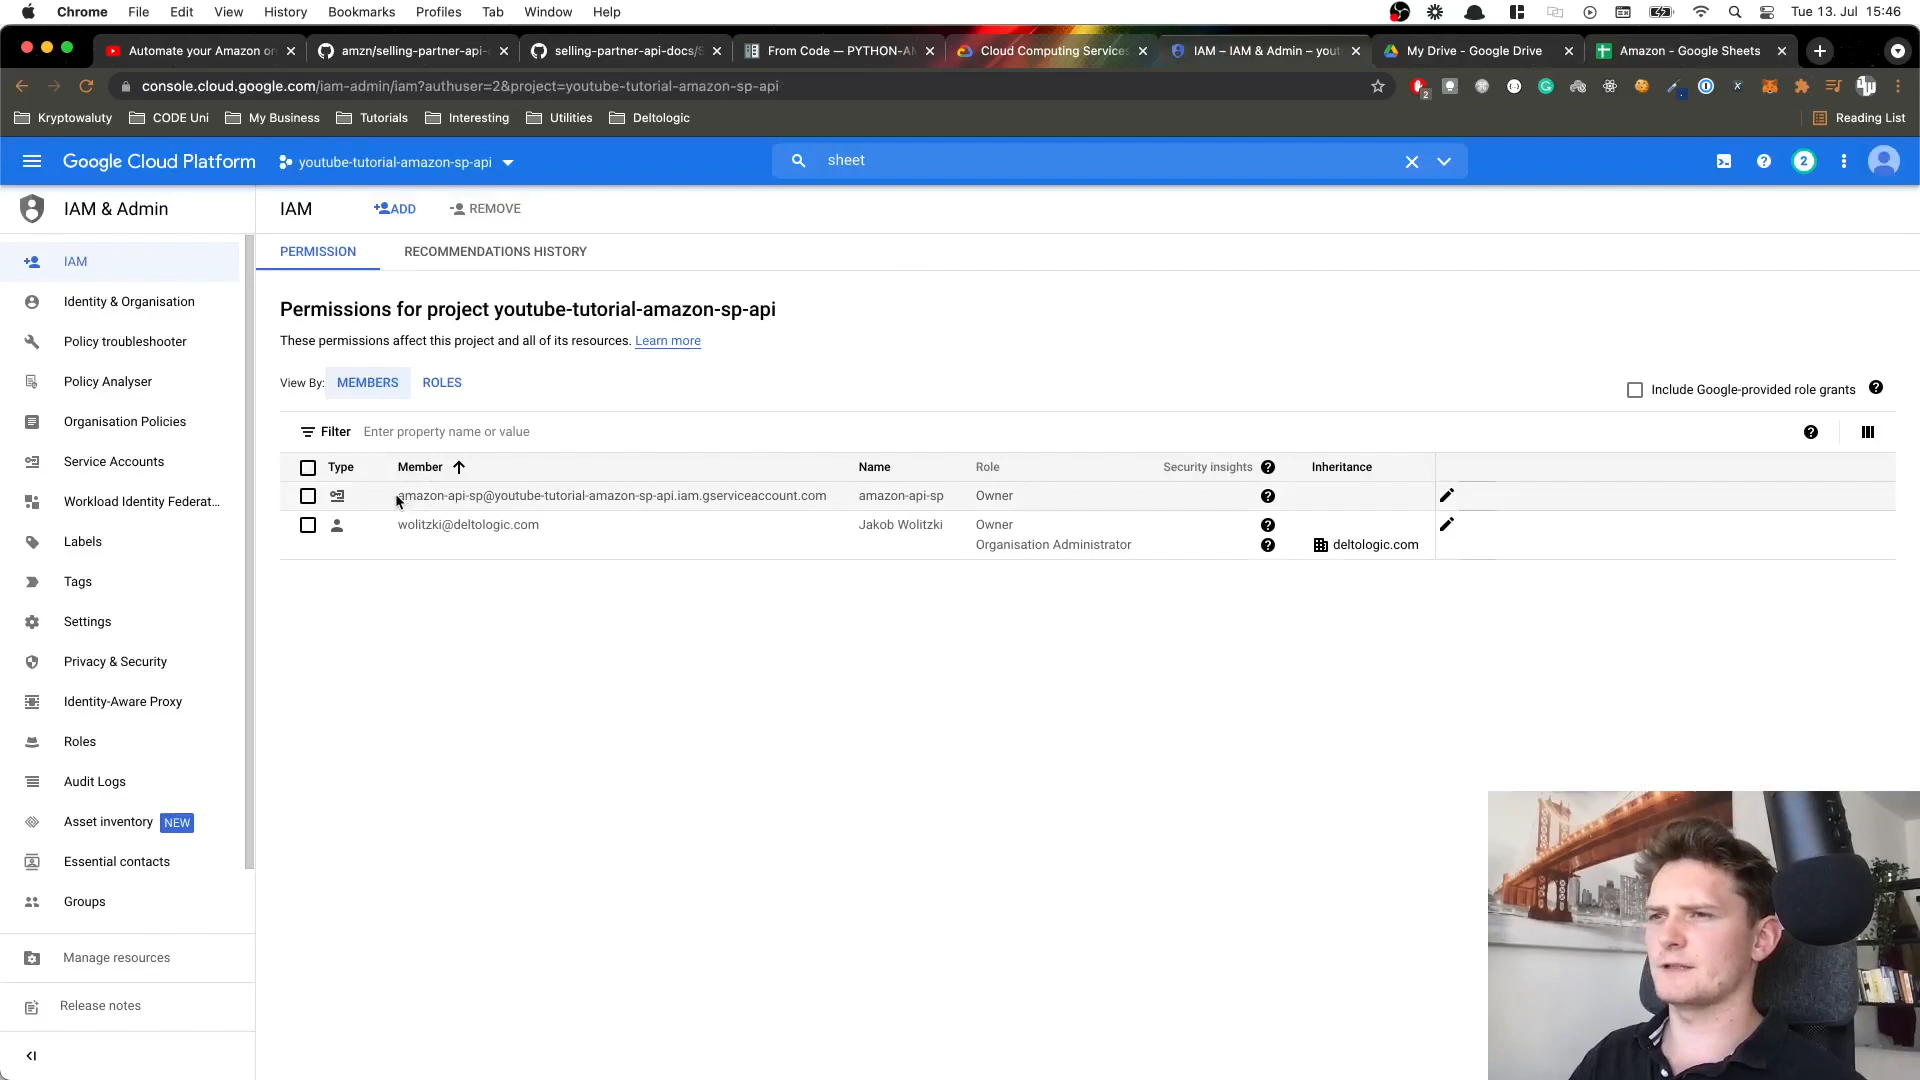 Chrome File Edit View History Bookmarks Profiles Tab Window Help Tue 13. Jul 15:46
Automate your Amazon or amzn/selling-partner-api- selling-partner-api-docs/S From Code — PYTHON-AM Cloud Computing Services IAM – IAM & Admin – yout My Drive - Google Drive Amazon - Google Sheets
console.cloud.google.com/iam-admin/iam?authuser=2&project=youtube-tutorial-amazon-sp-api 2
Kryptowaluty CODE Uni My Business Tutorials Interesting Utilities Deltologic Reading List
Google Cloud Platform youtube-tutorial-amazon-sp-api sheet 2
IAM & Admin
IAM
Identity & Organisation
Policy troubleshooter
Policy Analyser
Organisation Policies
Service Accounts
Workload Identity Federat...
Labels
Tags
Settings
Privacy & Security
Identity-Aware Proxy
Roles
Audit Logs
Asset inventory NEW
Essential contacts
Groups
Manage resources
Release notes
IAM ADD REMOVE
PERMISSION RECOMMENDATIONS HISTORY
Permissions for project youtube-tutorial-amazon-sp-api
These permissions affect this project and all of its resources. Learn more
View By: MEMBERS ROLES
Include Google-provided role grants
Filter Enter property name or value
Type Member Name Role Security insights Inheritance
amazon-api-sp@youtube-tutorial-amazon-sp-api.iam.gserviceaccount.com amazon-api-sp Owner
wolitzki@deltologic.com Jakob Wolitzki Owner
Organisation Administrator deltologic.com